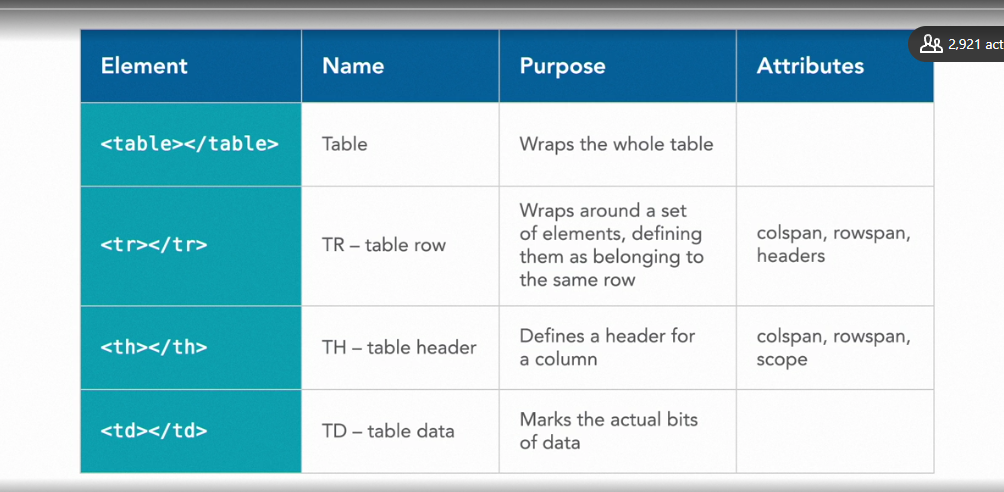 2,921 act
Element Name Purpose Attributes
<table></table> Table Wraps the whole table
<tr></tr> TR – table row Wraps around a set
of elements, defining
them as belonging to
the same row colspan, rowspan,
headers
<th></th> TH – table header Defines a header for
a column colspan, rowspan,
scope
<td></td> TD – table data Marks the actual bits
of data